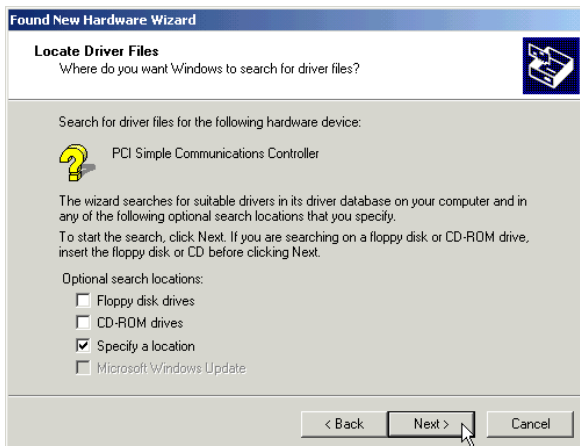 Found New Hardware Wizard
Locate Driver Files
Where do you want Windows to search for driver files?
Search for driver files for the following hardware device:
PCI Simple Communications Controller
The wizard searches for suitable drivers in its driver database on your computer and in
any of the following optional search locations that you specify.
To start the search, click Next. If you are searching on a floppy disk or CD-ROM drive,
insert the floppy disk or CD before clicking Next.
Optional search locations:
Floppy disk drives
CD-ROM drives
Specify a location
Microsoft Windows Update
< Back Next > Cancel